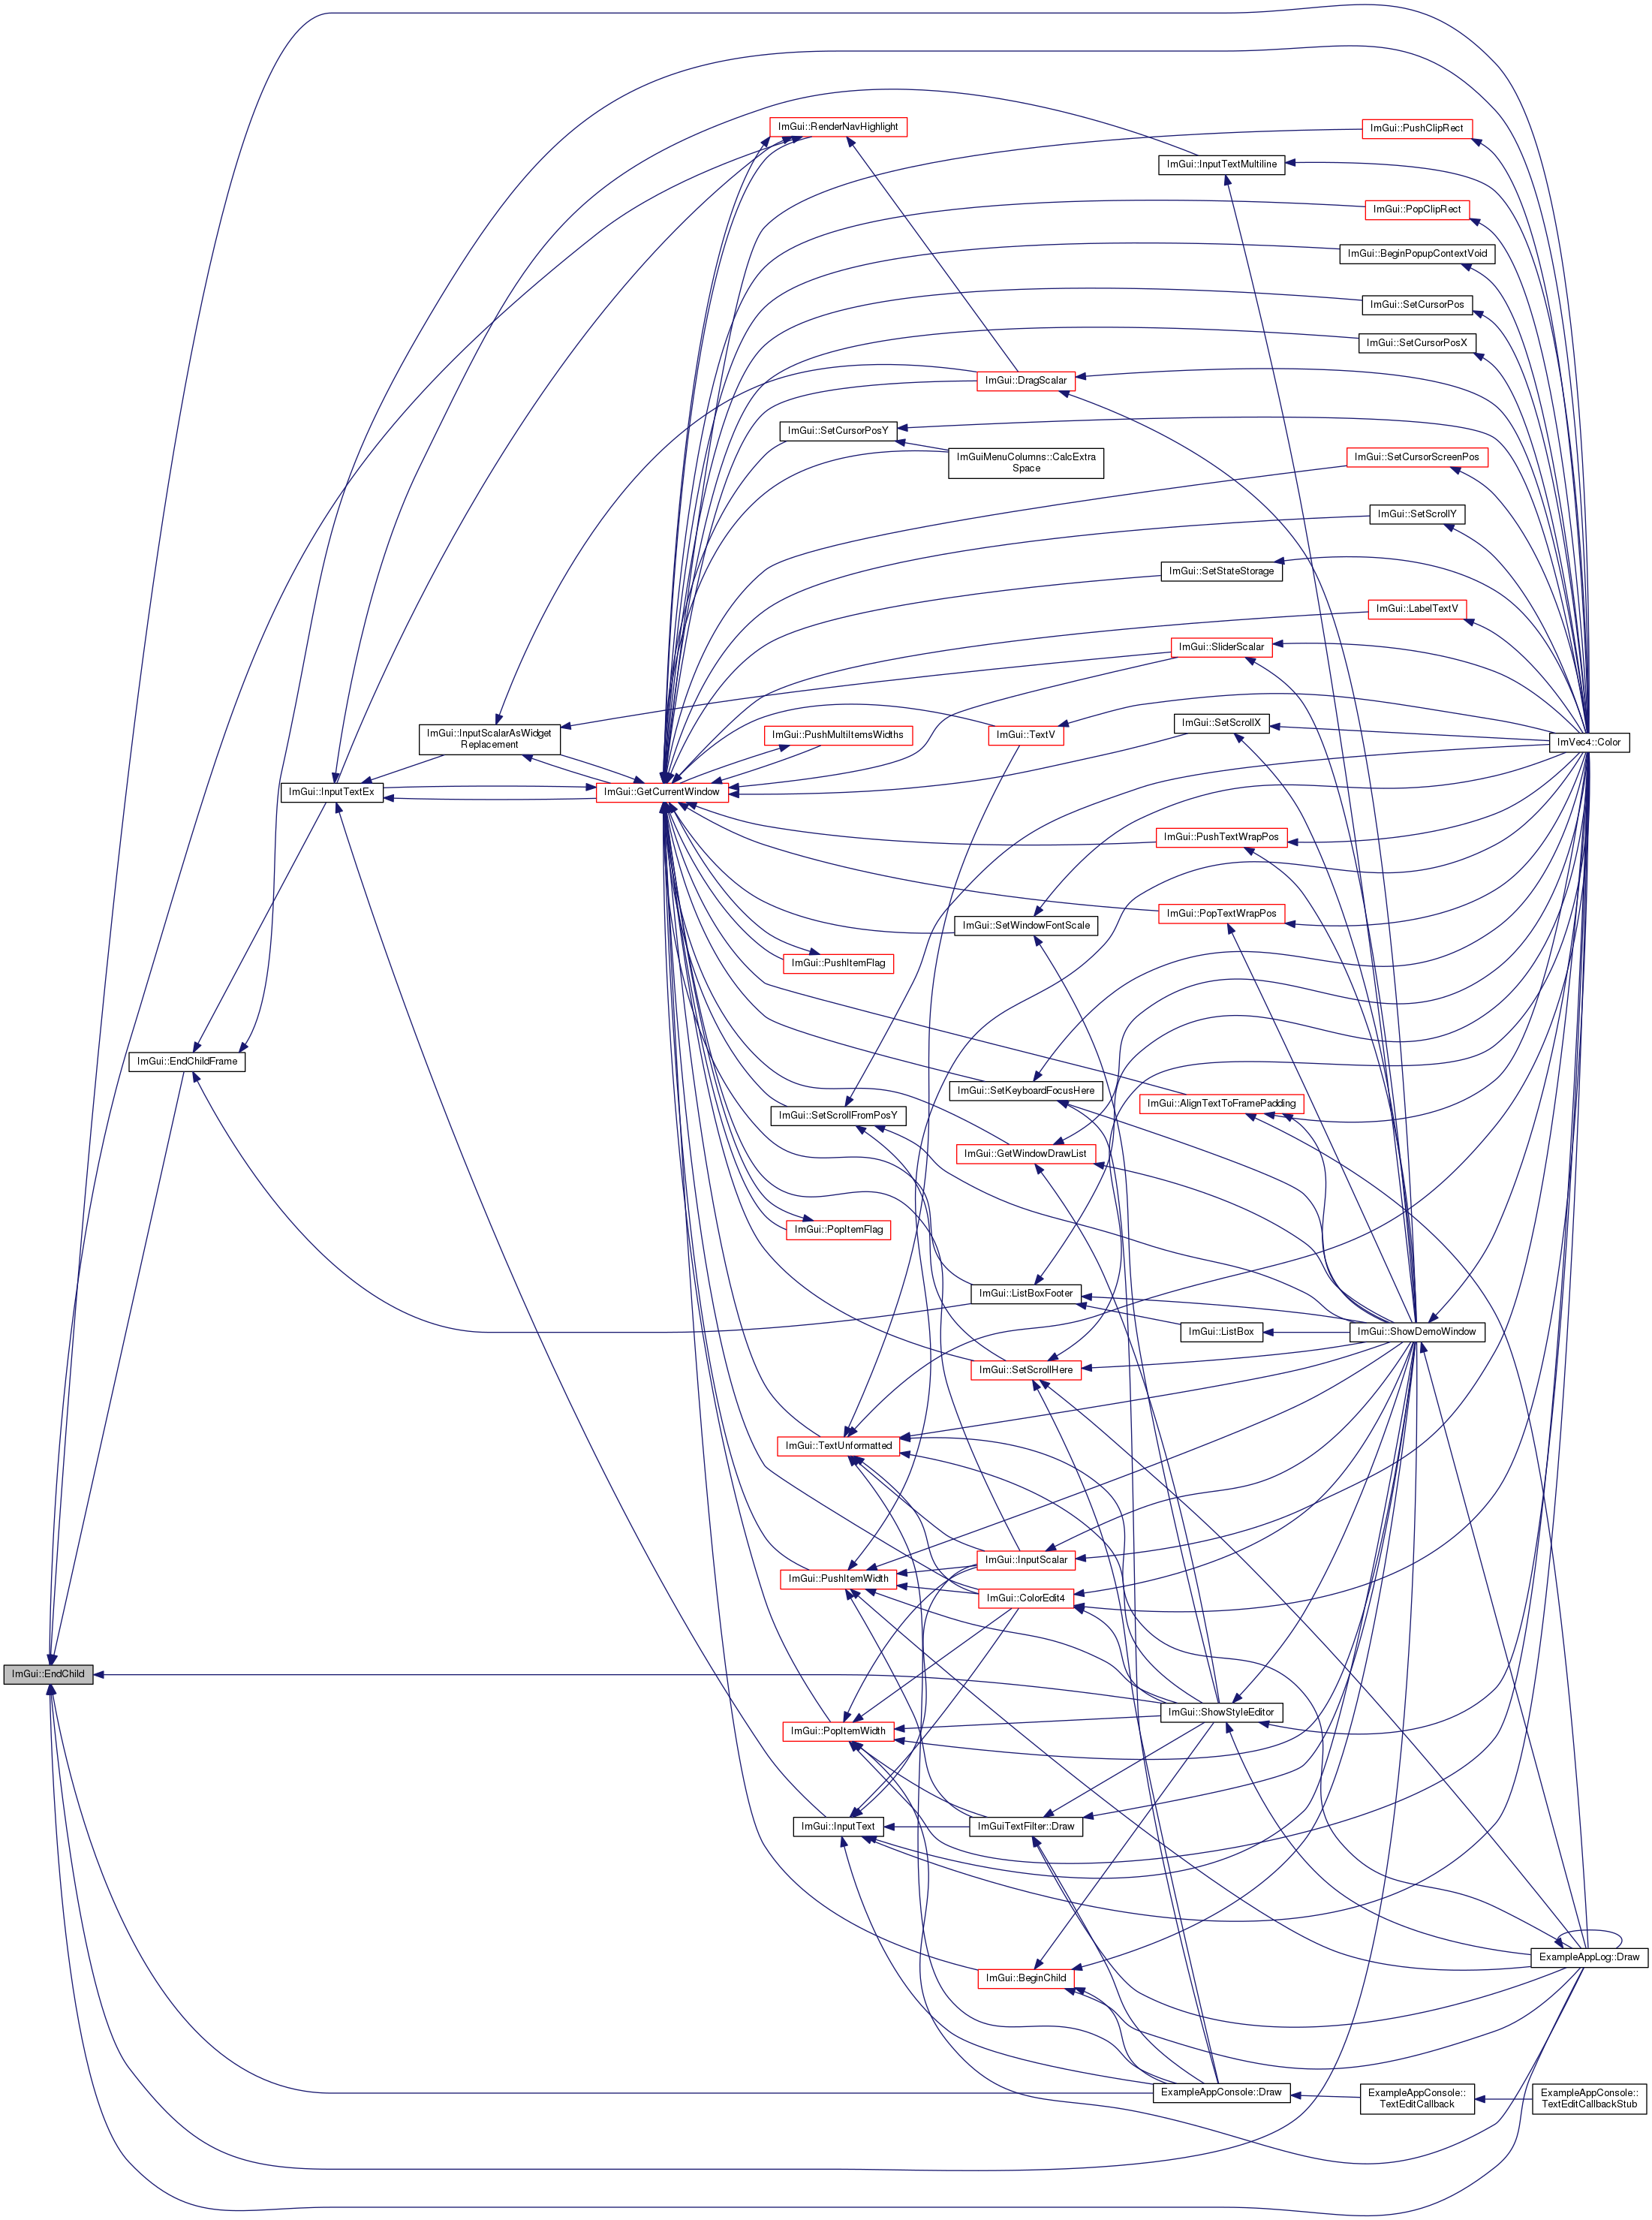 ImGui::RenderNavHighlight
ImGui::PushClipRect
ImGui::InputTextMultiline
ImGui::PopClipRect
ImGui::BeginPopupContextVoid
ImGui::SetCursorPos
ImGui::SetCursorPosX
ImGui::DragScalar
ImGui::SetCursorPosY
ImGuiMenuColumns::CalcExtra
Space
ImGui::SetCursorScreenPos
ImGui::SetScrollY
ImGui::SetStateStorage
ImGui::LabelTextV
ImGui::SliderScalar
ImGui::SetScrollX
ImGui::InputScalarAsWidget
Replacement
ImGui::PushMultiItemsWidths
ImGui::TextV
ImVec4::Color
ImGui::InputTextEx
ImGui::GetCurrentWindow
ImGui::PushTextWrapPos
ImGui::PopTextWrapPos
ImGui::SetWindowFontScale
ImGui::PushItemFlag
ImGui::EndChildFrame
ImGui::SetKeyboardFocusHere
ImGui::AlignTextToFramePadding
ImGui::SetScrollFromPosY
ImGui::GetWindowDrawList
ImGui::PopItemFlag
ImGui::ListBoxFooter
ImGui::ListBox
ImGui::ShowDemoWindow
ImGui::SetScrollHere
ImGui::TextUnformatted
ImGui::InputScalar
ImGui::PushItemWidth
ImGui::ColorEdit4
ImGui::EndChild
ImGui::ShowStyleEditor
ImGui::PopItemWidth
ImGui::InputText
ImGuiTextFilter::Draw
ExampleAppLog::Draw
ImGui::BeginChild
ExampleAppConsole::Draw
ExampleAppConsole::
TextEditCallback
ExampleAppConsole::
TextEditCallbackStub